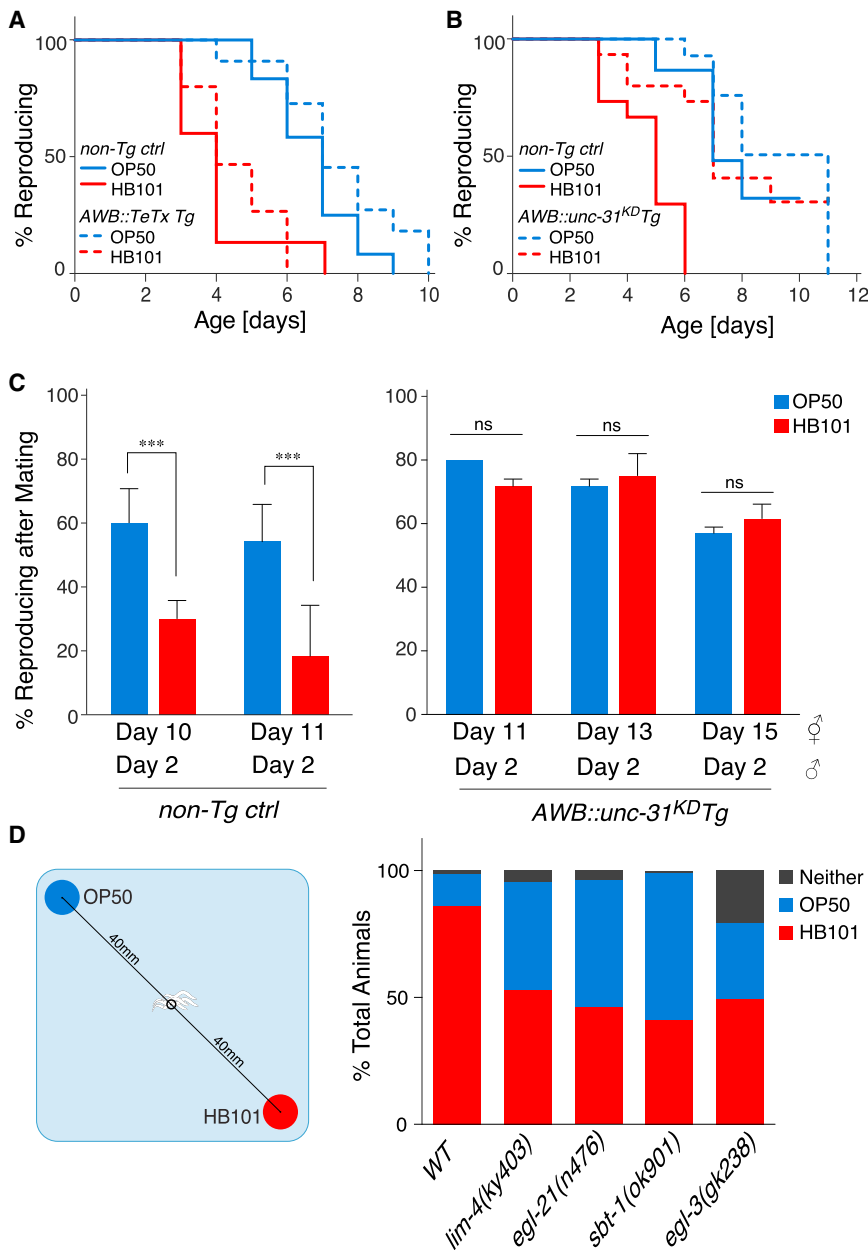 A
100
50
0
% Reproducing
non-Tg ctrl
OP50
HB101
AWB::TeTx Tg
OP50
HB101
0 2 4 6 8 10
Age [days]
B
100
50
0
% Reproducing
non-Tg ctrl
OP50
HB101
AWB::unc-31KDTg
OP50
HB101
0 2 4 6 8 10 12
Age [days]
C
100
80
60
40
20
0
% Reproducing after Mating
***
***
Day 10 Day 11
Day 2 Day 2
non-Tg ctrl
100
80
60
40
20
0
ns
ns
ns
OP50
HB101
Day 11 Day 13 Day 15 ⚥
Day 2 Day 2 Day 2 ♂
AWB::unc-31KDTg
D
OP50
40mm
40mm
HB101
100
50
0
% Total Animals
Neither
OP50
HB101
WT
lim-4(ky403)
egl-21(n476)
sbt-1(ok901)
egl-3(gk238)